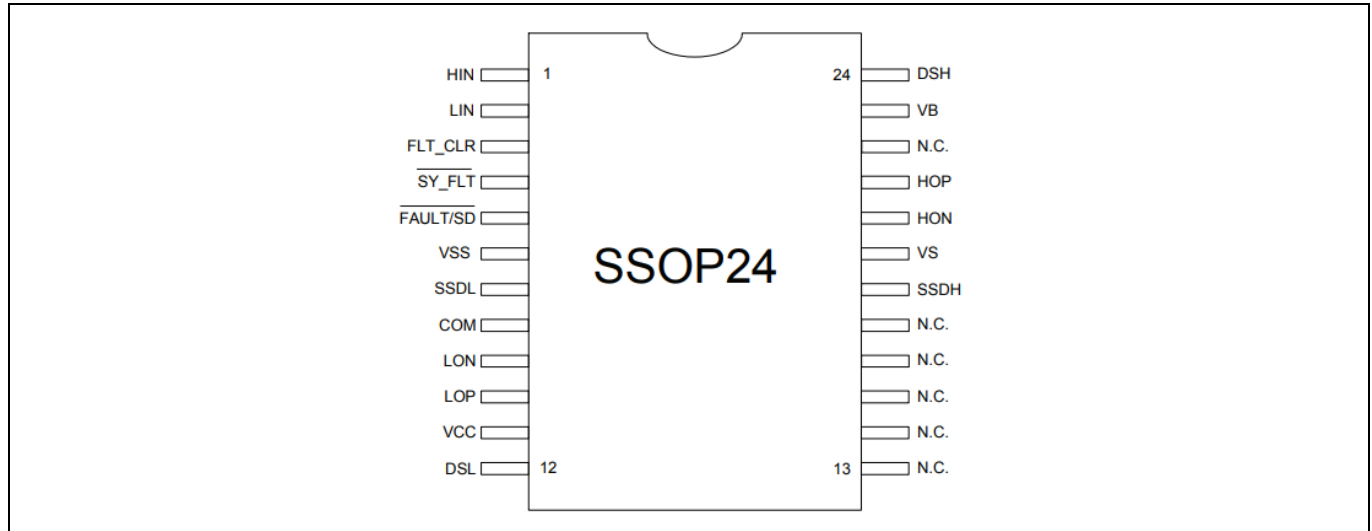 HIN 1 24 DSH
LIN VB
FLT_CLR N.C.
SY_FLT HOP
FAULT/SD HON
VSS VS
SSOP24
SSDL SSDH
COM N.C.
LON N.C.
LOP N.C.
VCC N.C.
DSL 12 13 N.C.